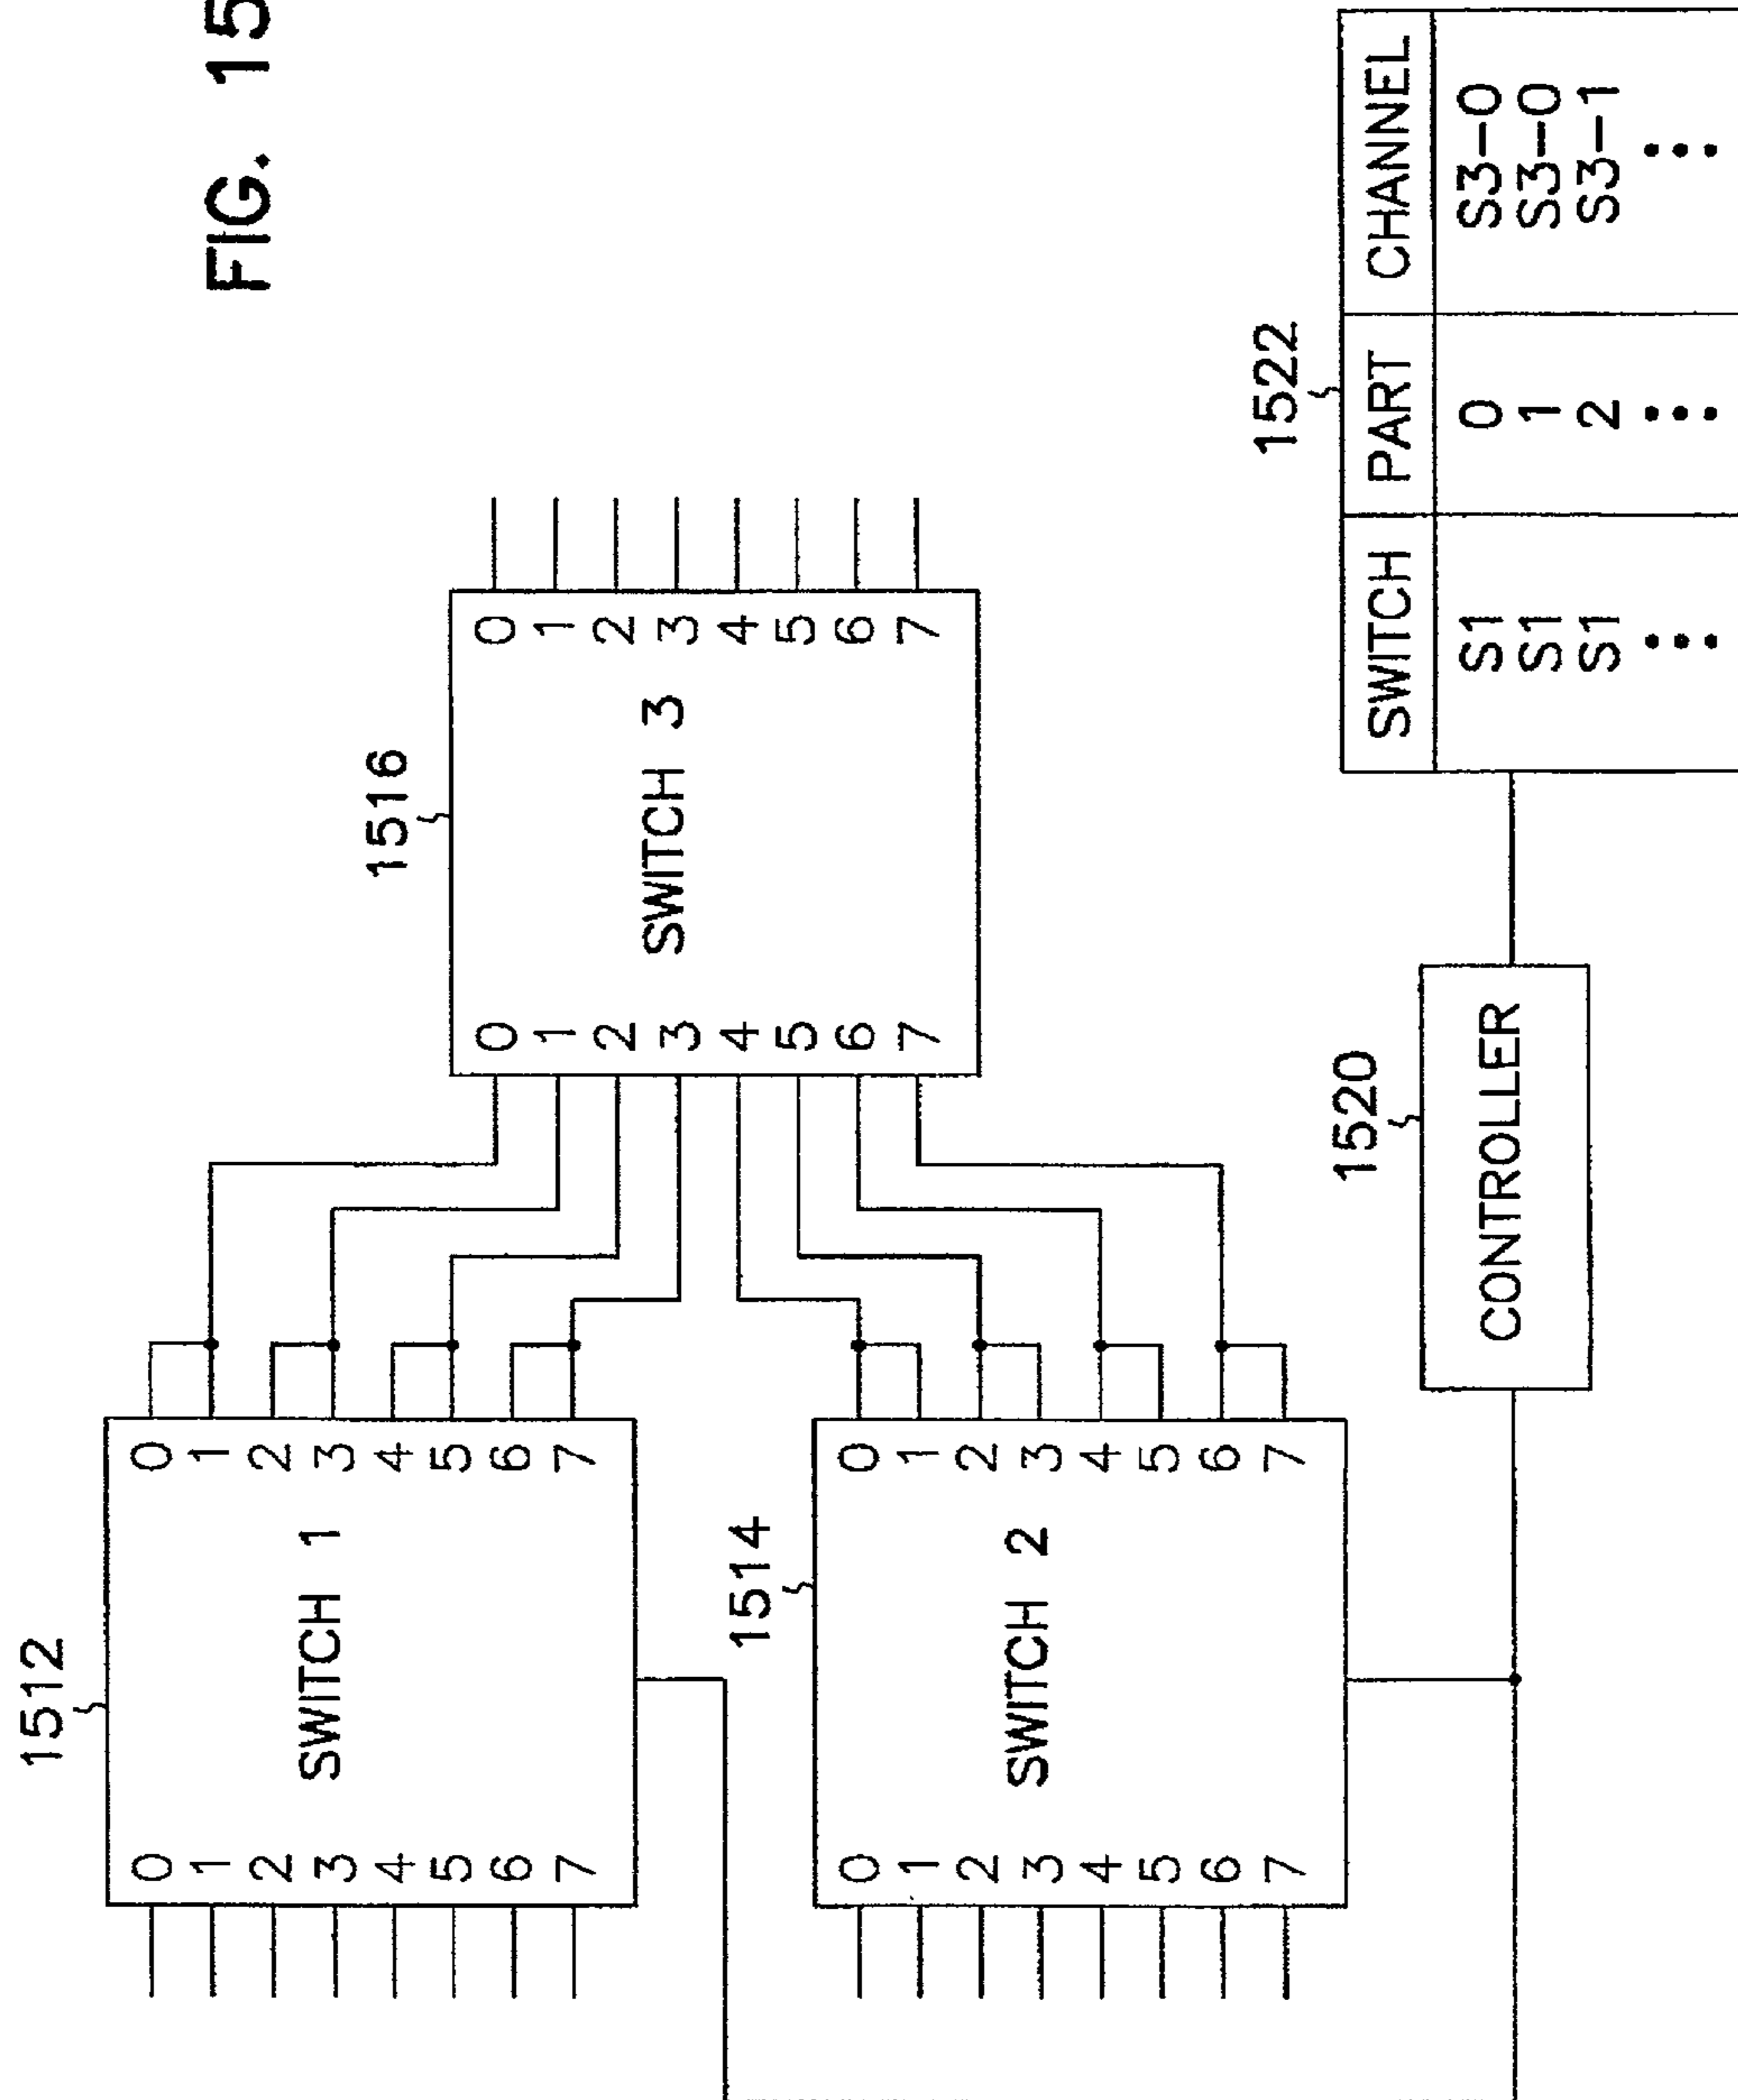 FIG. 15
1512
SWITCH 1
0 0
1 1
2 2
3 3
4 4
5 5
6 6
7 7
1516
SWITCH 3
0 0
1 1
2 2
3 3
4 4
5 5
6 6
7 7
1514
SWITCH 2
0 0
1 1
2 2
3 3
4 4
5 5
6 6
7 7
1520
CONTROLLER
1522
SWITCH PART CHANNEL
S1 0 S3-0
S1 1 S3-0
S1 2 S3-1
⋮ ⋮ ⋮